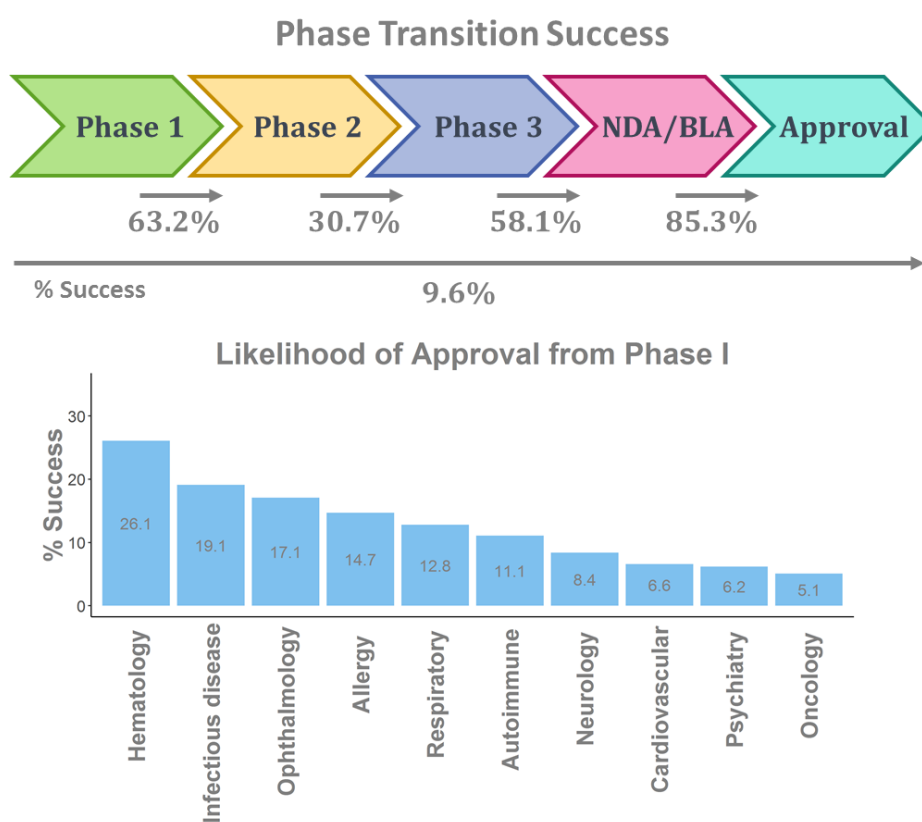 Phase Transition Success
Phase 1 Phase 2 Phase 3 NDA/BLA Approval
63.2% 30.7% 58.1% 85.3%
% Success 9.6%
Likelihood of Approval from Phase I
% Success
30
20
10
0
26.1 19.1 17.1 14.7 12.8 11.1 8.4 6.6 6.2 5.1
Hematology
Infectious disease
Ophthalmology
Allergy
Respiratory
Autoimmune
Neurology
Cardiovascular
Psychiatry
Oncology